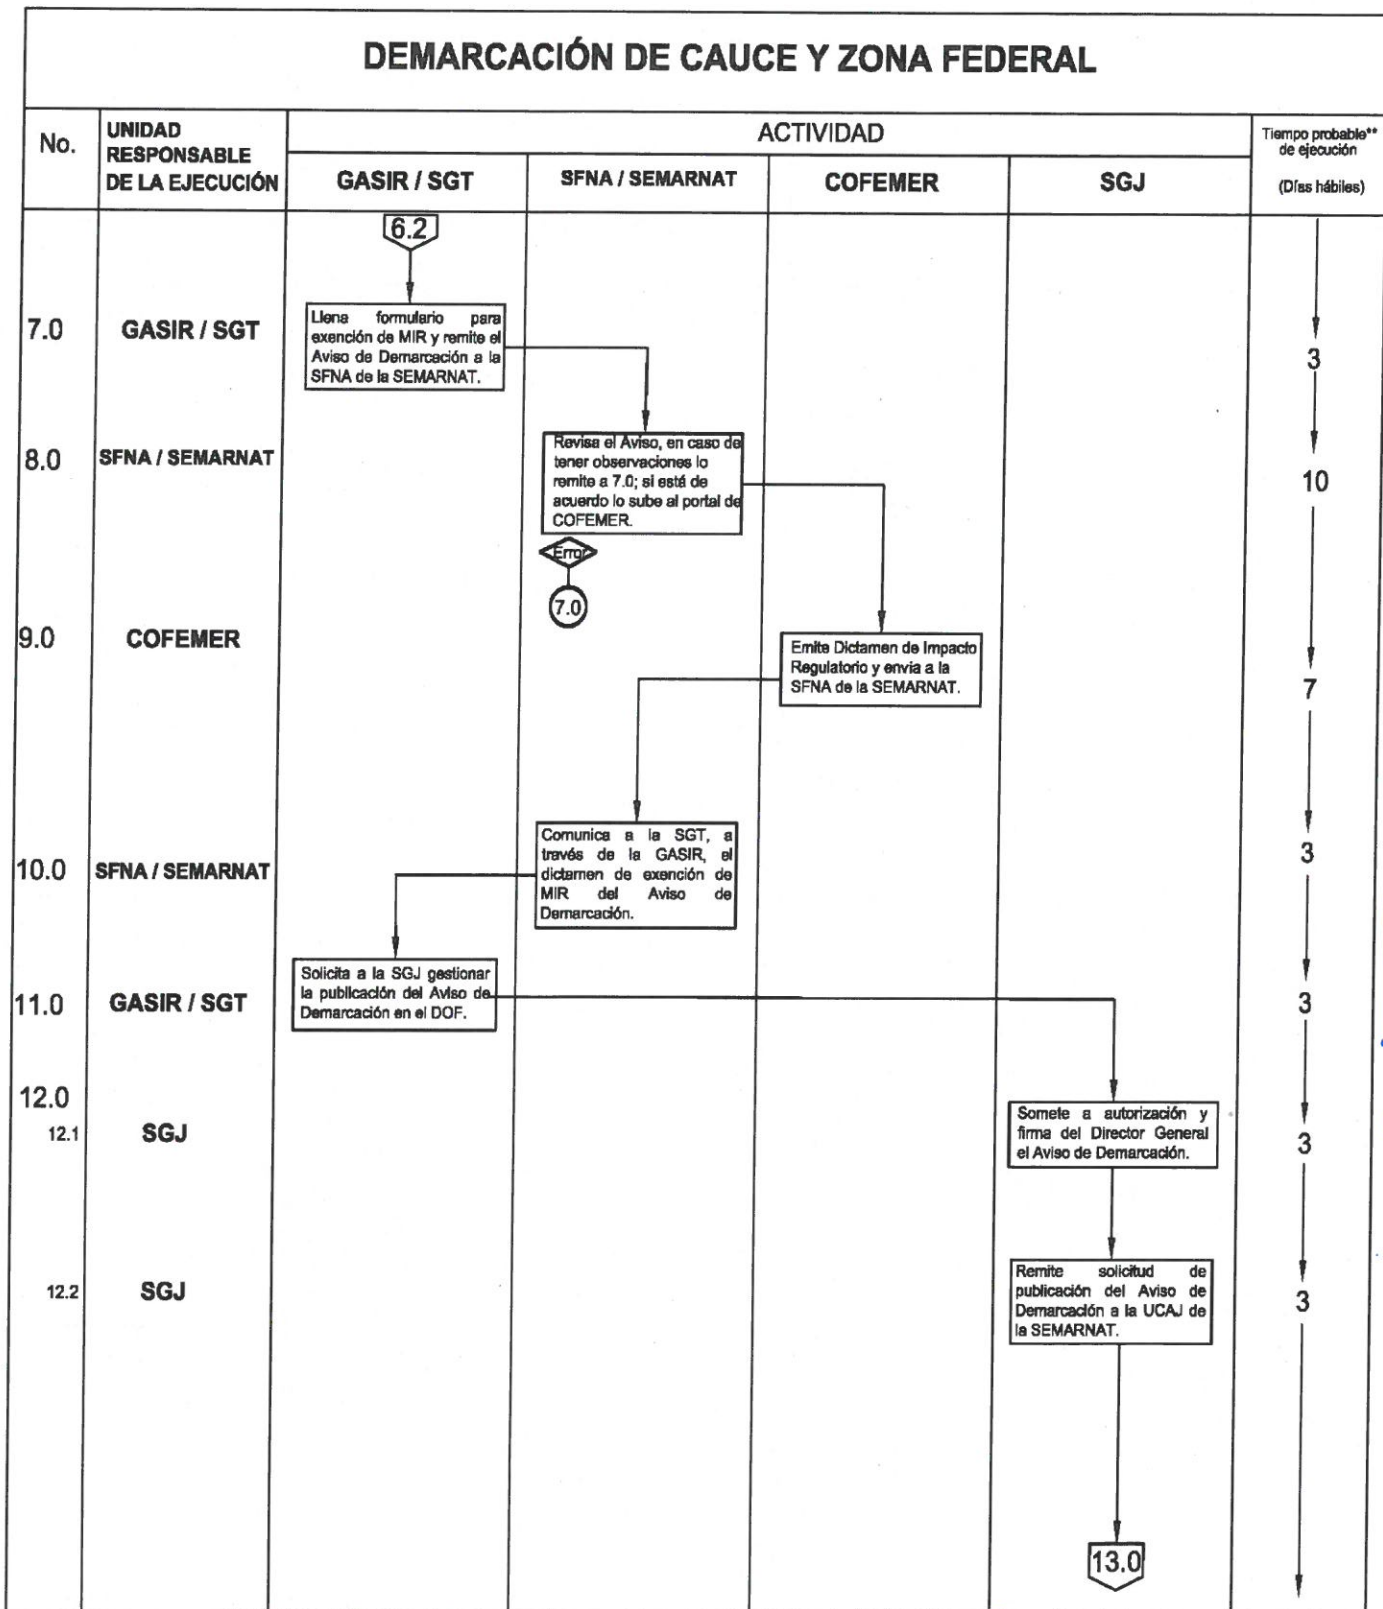 DEMARCACIÓN DE CAUCE Y ZONA FEDERAL
No.
UNIDAD
RESPONSABLE
DE LA EJECUCIÓN
ACTIVIDAD
GASIR / SGT
SFNA / SEMARNAT
COFEMER
SGJ
Tiempo probable**
de ejecución
(Días hábiles)
6.2
7.0
GASIR / SGT
Llena formulario para
exención de MIR y remite el
Aviso de Demarcación a la
SFNA de la SEMARNAT.
3
8.0
SFNA / SEMARNAT
Revisa el Aviso, en caso de
tener observaciones lo
remite a 7.0; si está de
acuerdo lo sube al portal de
COFEMER.
10
Error
7.0
9.0
COFEMER
Emite Dictamen de Impacto
Regulatorio y envia a la
SFNA de la SEMARNAT.
7
10.0
SFNA / SEMARNAT
Comunica a la SGT, a
través de la GASIR, el
dictamen de exención de
MIR del Aviso de
Demarcación.
3
11.0
GASIR / SGT
Solicita a la SGJ gestionar
la publicación del Aviso de
Demarcación en el DOF.
3
12.0
12.1
SGJ
Somete a autorización y
firma del Director General
el Aviso de Demarcación.
3
12.2
SGJ
Remite solicitud de
publicación del Aviso de
Demarcación a la UCAJ de
la SEMARNAT.
3
13.0